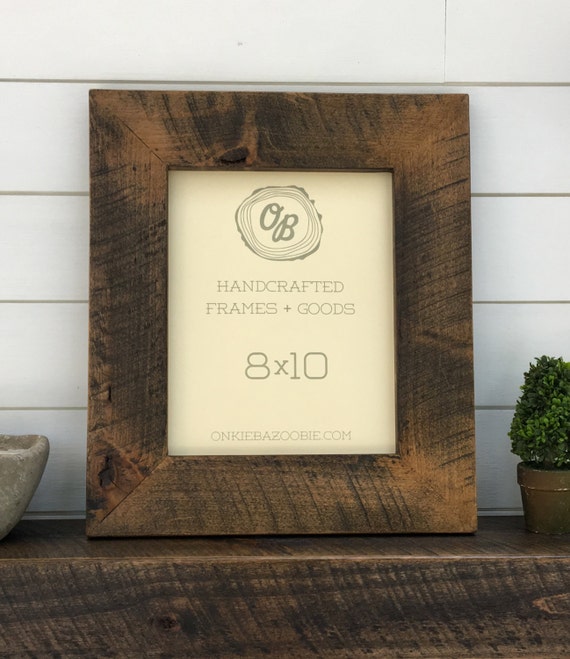 OB
HANDCRAFTED
FRAMES + GOODS
8x10
ONKIEBAZOOBIE.COM